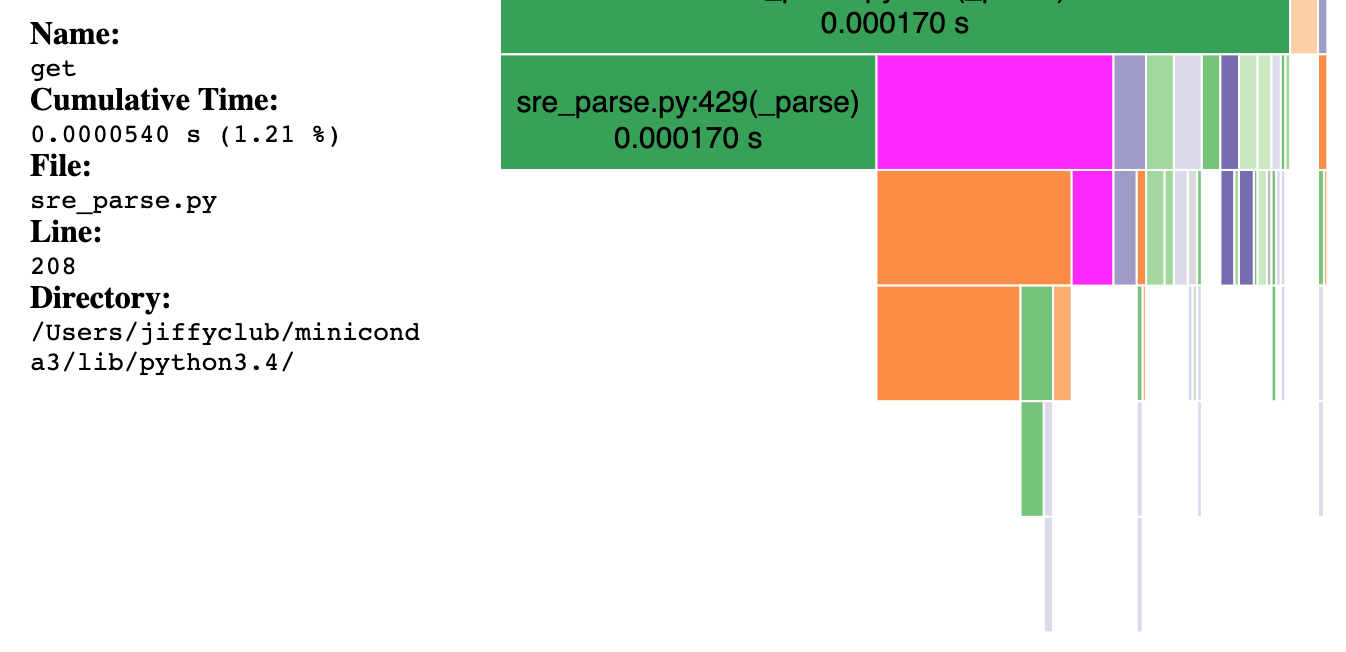 Name:
get
Cumulative Time:
0.0000540 s (1.21 %)
File:
sre_parse.py
Line:
208
Directory:
/Users/jiffyclub/minicond
a3/lib/python3.4/
0.000170 s
sre_parse.py:429(_parse)
0.000170 s